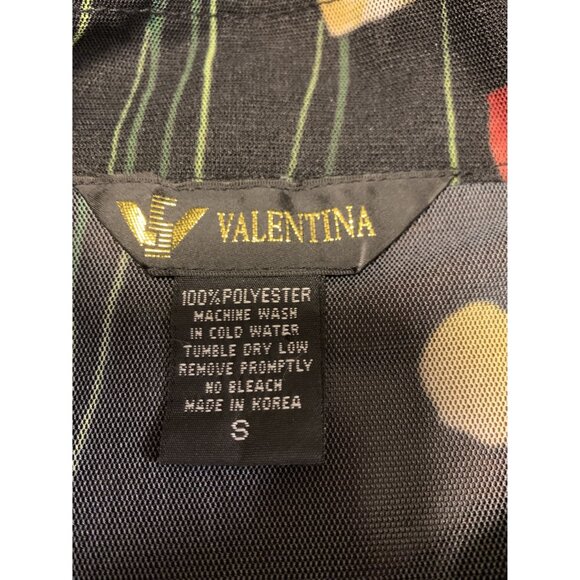 VALENTINA
100% POLYESTER
MACHINE WASH
IN COLD WATER
TUMBLE DRY LOW
REMOVE PROMPTLY
NO BLEACH
MADE IN KOREA
S